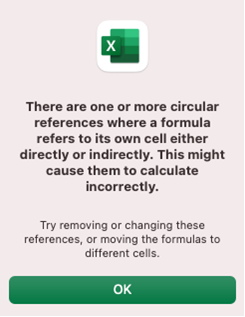 X
There are one or more circular
references where a formula
refers to its own cell either
directly or indirectly. This might
cause them to calculate
incorrectly.
Try removing or changing these
references, or moving the formulas to
different cells.
OK